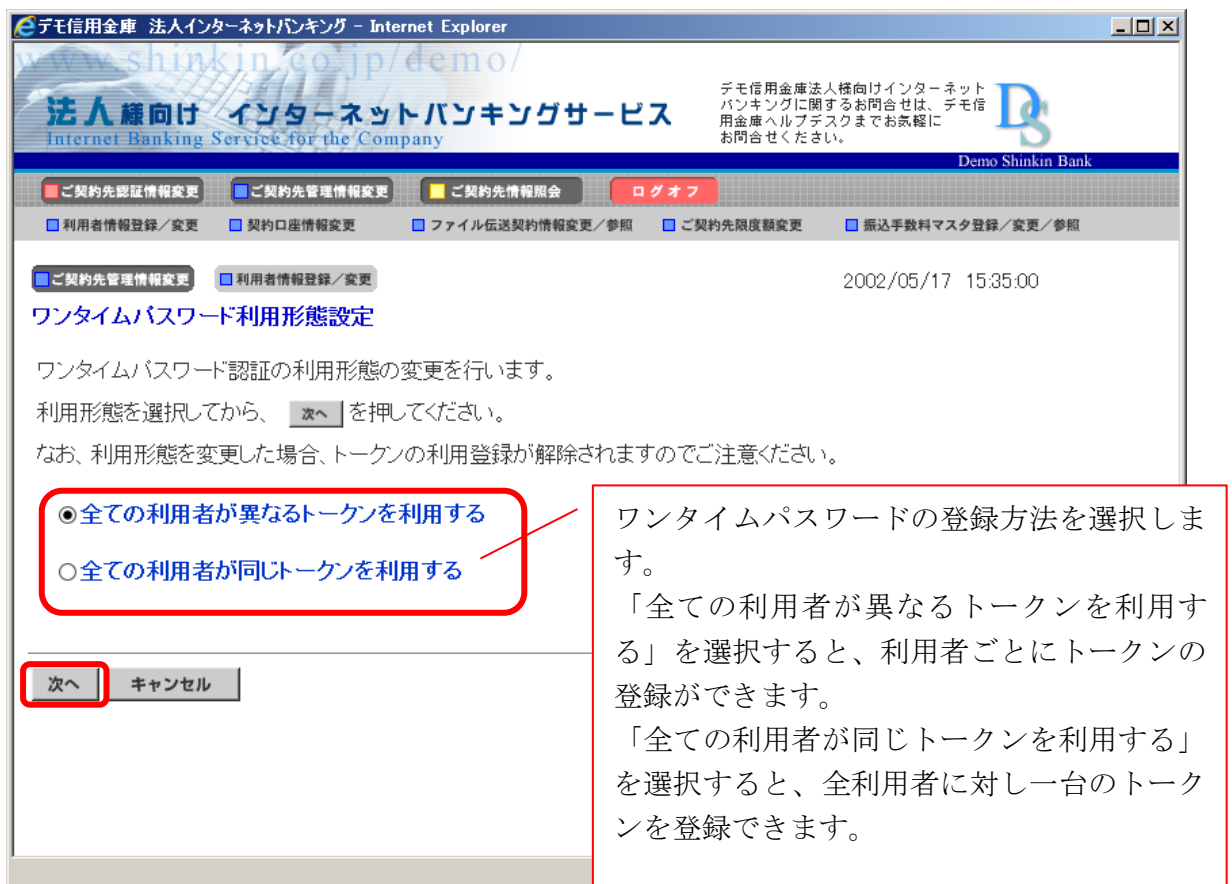 デモ信用金庫 法人インターネットバンキング - Internet Explorer
www.shinkin.co.jp/demo/
法人様向け インターネットバンキングサービス
Internet Banking Service for the Company
デモ信用金庫法人様向けインターネット
バンキングに関するお問合せは、デモ信
用金庫ヘルプデスクまでお気軽に
お問合せください。
DS
Demo Shinkin Bank
ご契約先認証情報変更 ご契約先管理情報変更 ご契約先情報照会 ログオフ
利用者情報登録／変更 契約口座情報変更 ファイル伝送契約情報変更／参照 ご契約先限度額変更 振込手数料マスタ登録／変更／参照
ご契約先管理情報変更 利用者情報登録／変更 2002/05/17 15:35:00
ワンタイムパスワード利用形態設定
ワンタイムパスワード認証の利用形態の変更を行います。
利用形態を選択してから、 次へ を押してください。
なお、利用形態を変更した場合、トークンの利用登録が解除されますのでご注意ください。
全ての利用者が異なるトークンを利用する
全ての利用者が同じトークンを利用する
次へ キャンセル
ワンタイムパスワードの登録方法を選択しま
す。
「全ての利用者が異なるトークンを利用す
る」を選択すると、利用者ごとにトークンの
登録ができます。
「全ての利用者が同じトークンを利用する」
を選択すると、全利用者に対し一台のトーク
ンを登録できます。